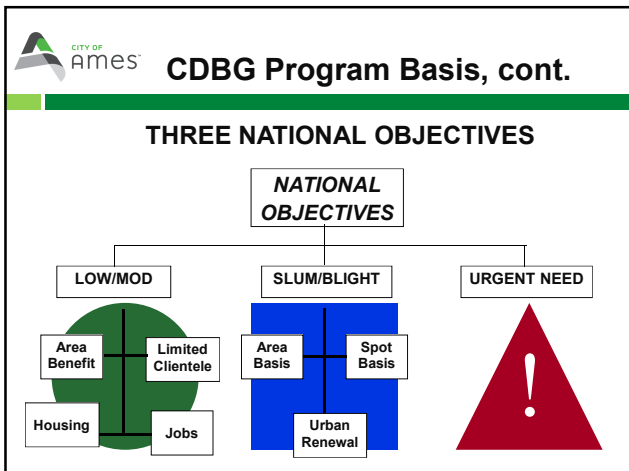 CITY OF
Ames™
CDBG Program Basis, cont.
THREE NATIONAL OBJECTIVES
NATIONAL
OBJECTIVES
LOW/MOD
SLUM/BLIGHT
URGENT NEED
Area
Benefit
Limited
Clientele
Housing
Jobs
Area
Basis
Spot
Basis
Urban
Renewal
!